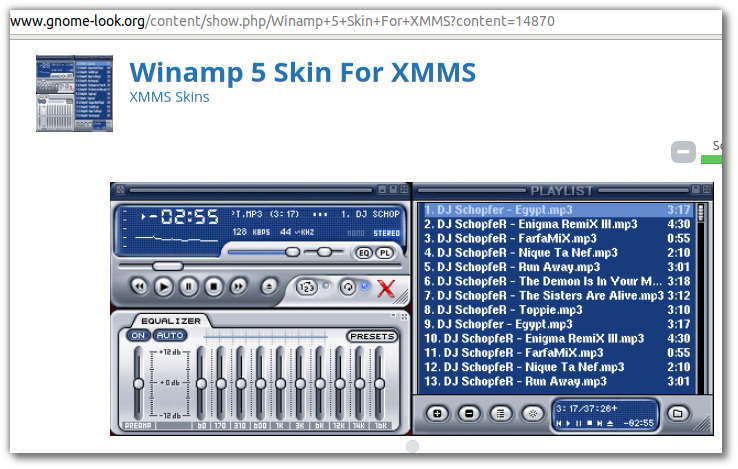 www.gnome-look.org/content/show.php/Winamp+5+Skin+For+XMMS?content=14870
Winamp 5 Skin For XMMS
XMMS Skins
-02:55
T.MP3 (3:17) *** 1. DJ SCHOP
128 KBPS 44 KHZ MONO STEREO
EQ PL
EQUALIZER
ON AUTO PRESETS
+12 db
+0 db
-12 db
PREAMP 60 170 310 600 1K 3K 6K 12K 14K 16K
PLAYLIST
1. DJ Schopfer - Egypt.mp3 3:17
2. DJ SchopfeR - Enigma RemiX III.mp3 4:30
3. DJ SchopfeR - FarfaMiX.mp3 0:55
4. DJ SchopfeR - Nique Ta Nef.mp3 2:10
5. DJ SchopfeR - Run Away.mp3 3:01
6. DJ SchopfeR - The Demon Is In Your M... 3:18
7. DJ SchopfeR - The Sisters Are Alive.mp3 3:12
8. DJ SchopfeR - Toppie.mp3 3:10
9. DJ Schopfer - Egypt.mp3 3:17
10. DJ SchopfeR - Enigma RemiX III.mp3 4:30
11. DJ SchopfeR - FarfaMiX.mp3 0:55
12. DJ SchopfeR - Nique Ta Nef.mp3 2:10
13. DJ SchopfeR - Run Away.mp3 3:01
3:17/37:26+
-02:55